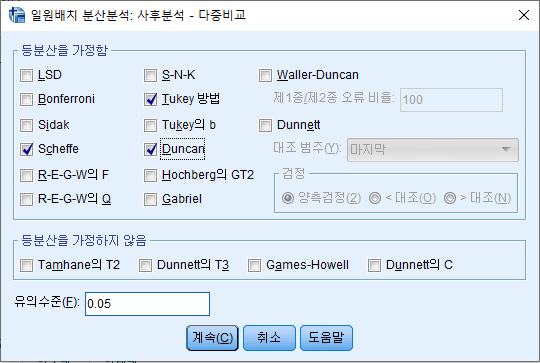 일원배치 분산분석: 사후분석 - 다중비교
등분산을 가정함
LSD S-N-K Waller-Duncan
Bonferroni Tukey 방법 제1종/제2종 오류 비율: 100
Sidak Tukey의 b Dunnett
Scheffe Duncan 대조 범주(Y): 마지막
R-E-G-W의 F Hochberg의 GT2 검정
R-E-G-W의 Q Gabriel 양측검정(2) < 대조(O) > 대조(N)
등분산을 가정하지 않음
Tamhane의 T2 Dunnett의 T3 Games-Howell Dunnett의 C
유의수준(F): 0.05
계속(C) 취소 도움말